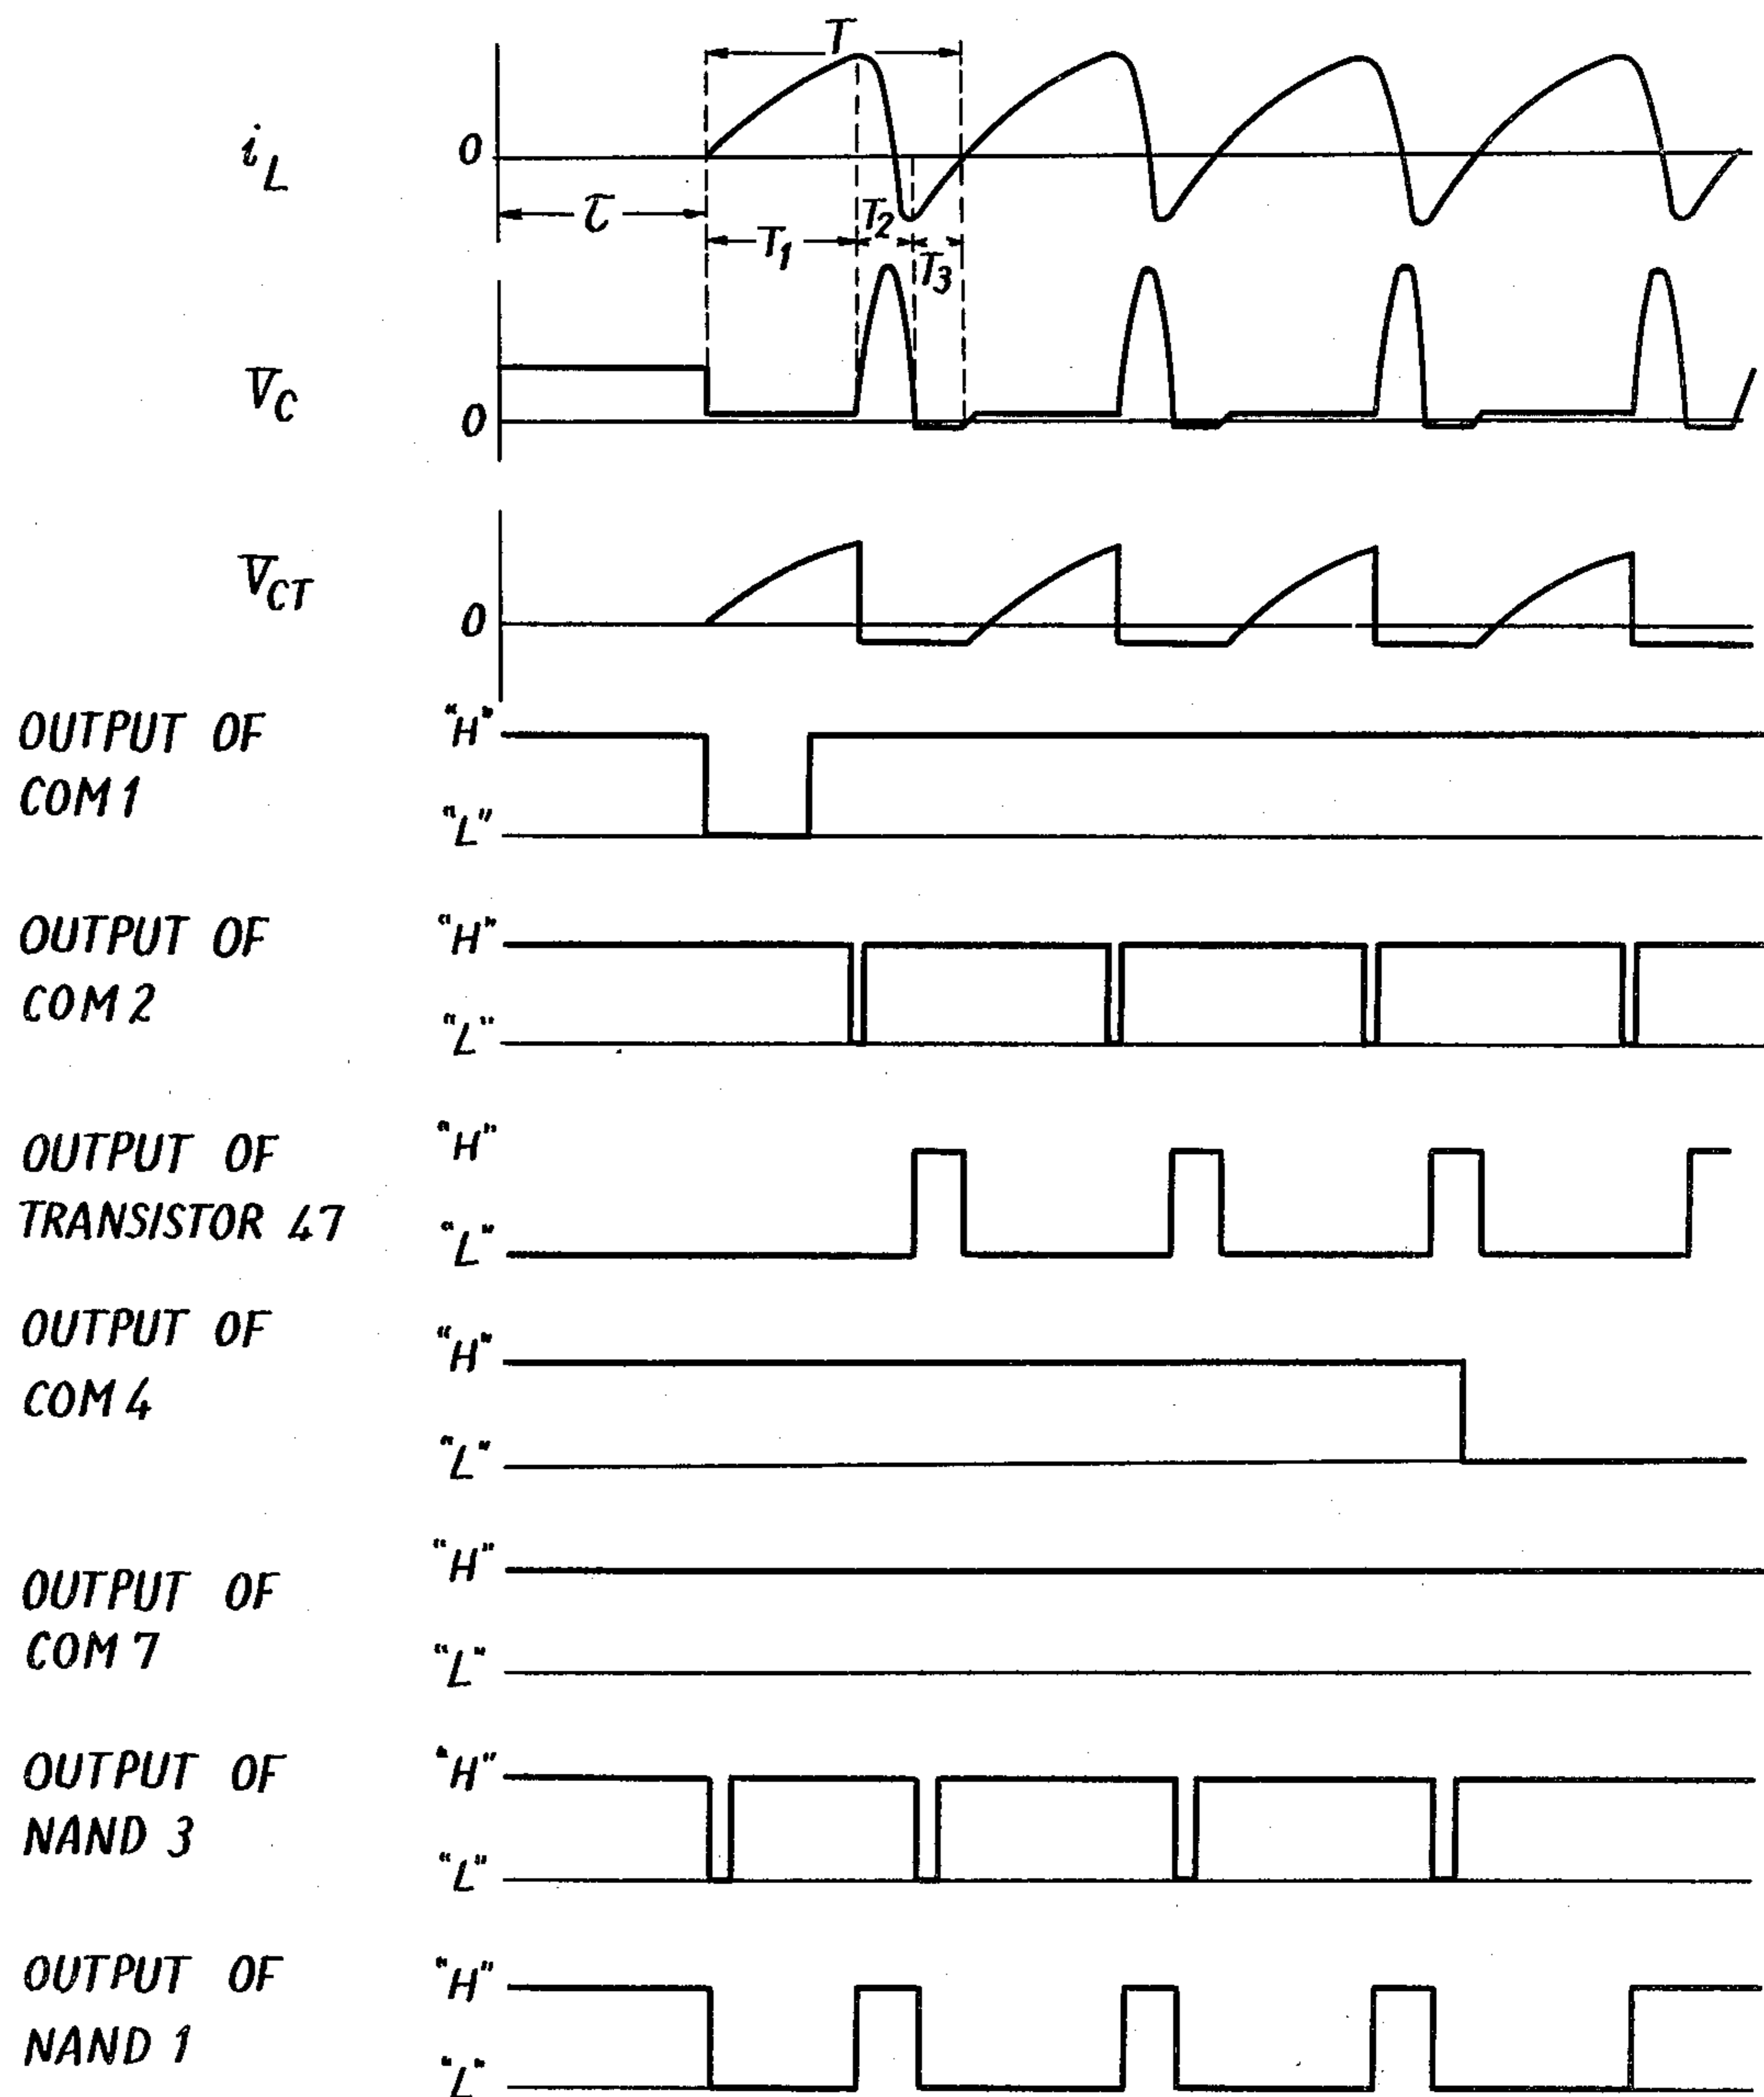 T
i_L
0
τ
T_2
T_1
T_3
V_C
0
V_CT
0
OUTPUT OF
COM 1
"H"
"L"
OUTPUT OF
COM 2
"H"
"L"
OUTPUT OF
TRANSISTOR 47
"H"
"L"
OUTPUT OF
COM 4
"H"
"L"
OUTPUT OF
COM 7
"H"
"L"
OUTPUT OF
NAND 3
"H"
"L"
OUTPUT OF
NAND 1
"H"
"L"